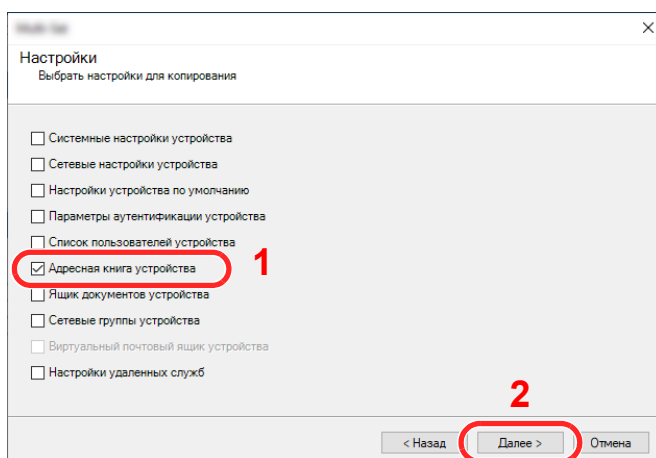 Настройки
Выбрать настройки для копирования
Системные настройки устройства
Сетевые настройки устройства
Настройки устройства по умолчанию
Параметры аутентификации устройства
Список пользователей устройства
Адресная книга устройства
1
Ящик документов устройства
Сетевые группы устройства
Виртуальный почтовый ящик устройства
Настройки удаленных служб
2
< Назад
Далее >
Отмена